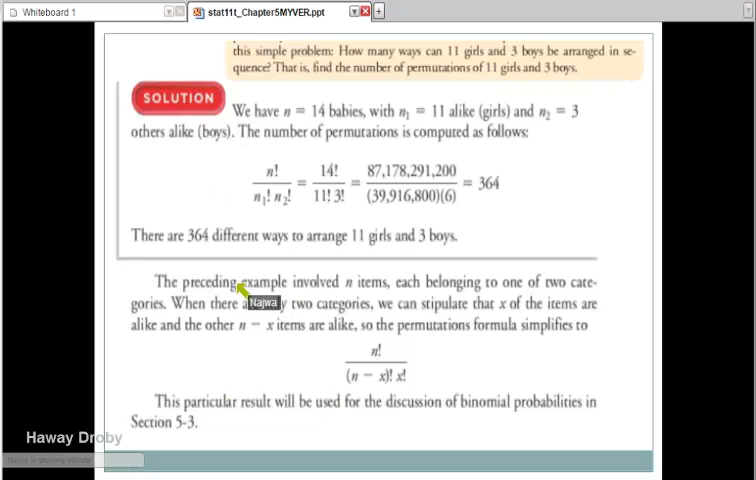 Whiteboard 1
stat11t_Chapter5MYVER.ppt
this simple problem: How many ways can 11 girls and 3 boys be arranged in se-
quence? That is, find the number of permutations of 11 girls and 3 boys.
SOLUTION
We have n = 14 babies, with n₁ = 11 alike (girls) and n₂ = 3
others alike (boys). The number of permutations is computed as follows:
n! / n₁! n₂! = 14! / 11! 3! = 87,178,291,200 / (39,916,800)(6) = 364
There are 364 different ways to arrange 11 girls and 3 boys.
The preceding example involved n items, each belonging to one of two cate-
gories. When there a Najwa y two categories, we can stipulate that x of the items are
alike and the other n − x items are alike, so the permutations formula simplifies to
n! / (n − x)! x!
This particular result will be used for the discussion of binomial probabilities in
Section 5-3.
Haway Droby